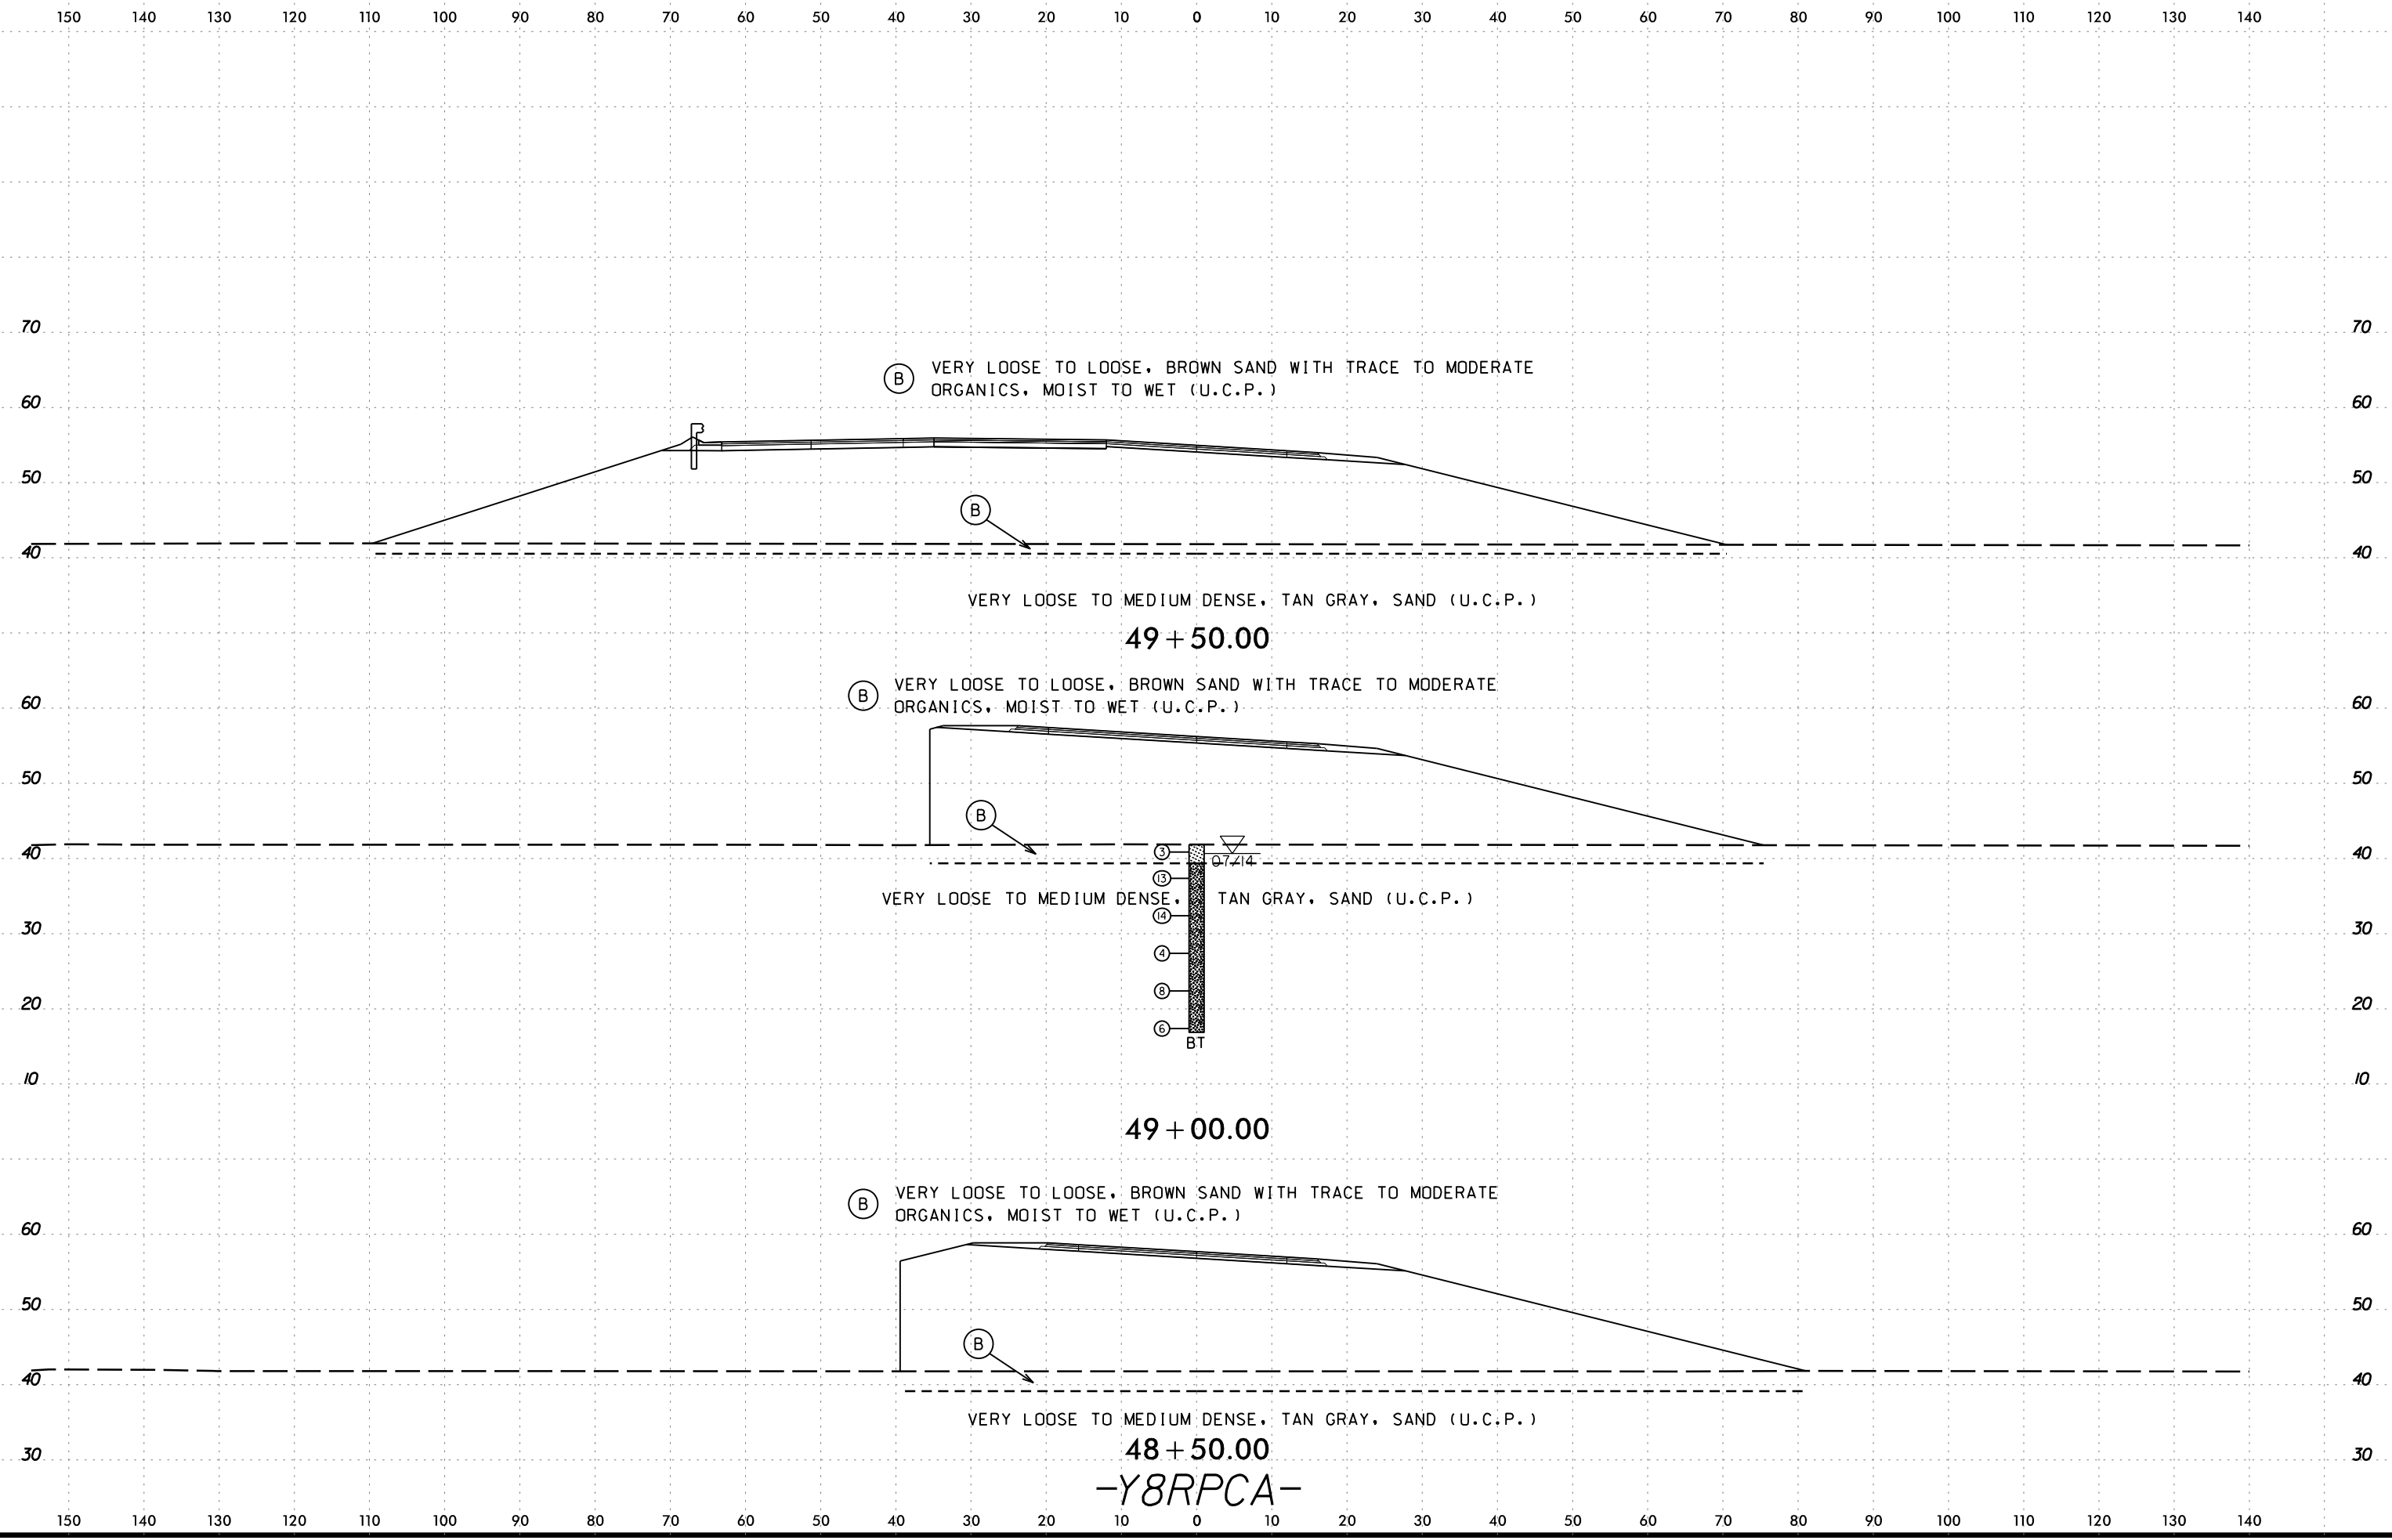 150 140 130 120 110 100 90 80 70 60 50 40 30 20 10 0 10 20 30 40 50 60 70 80 90 100 110 120 130 140
70 70
B VERY LOOSE TO LOOSE, BROWN SAND WITH TRACE TO MODERATE
ORGANICS, MOIST TO WET (U.C.P.)
60 60
50 50
B
40 40
VERY LOOSE TO MEDIUM DENSE, TAN GRAY, SAND (U.C.P.)
49+50.00
B VERY LOOSE TO LOOSE, BROWN SAND WITH TRACE TO MODERATE
ORGANICS, MOIST TO WET (U.C.P.)
60 60
50 50
B
40 3 07/14 40
13
VERY LOOSE TO MEDIUM DENSE, TAN GRAY, SAND (U.C.P.)
14
30 30
4
8
20 20
6
BT
10 10
49+00.00
B VERY LOOSE TO LOOSE, BROWN SAND WITH TRACE TO MODERATE
ORGANICS, MOIST TO WET (U.C.P.)
60 60
50 50
B
40 40
VERY LOOSE TO MEDIUM DENSE, TAN GRAY, SAND (U.C.P.)
48+50.00
30 30
-Y8RPCA-
150 140 130 120 110 100 90 80 70 60 50 40 30 20 10 0 10 20 30 40 50 60 70 80 90 100 110 120 130 140